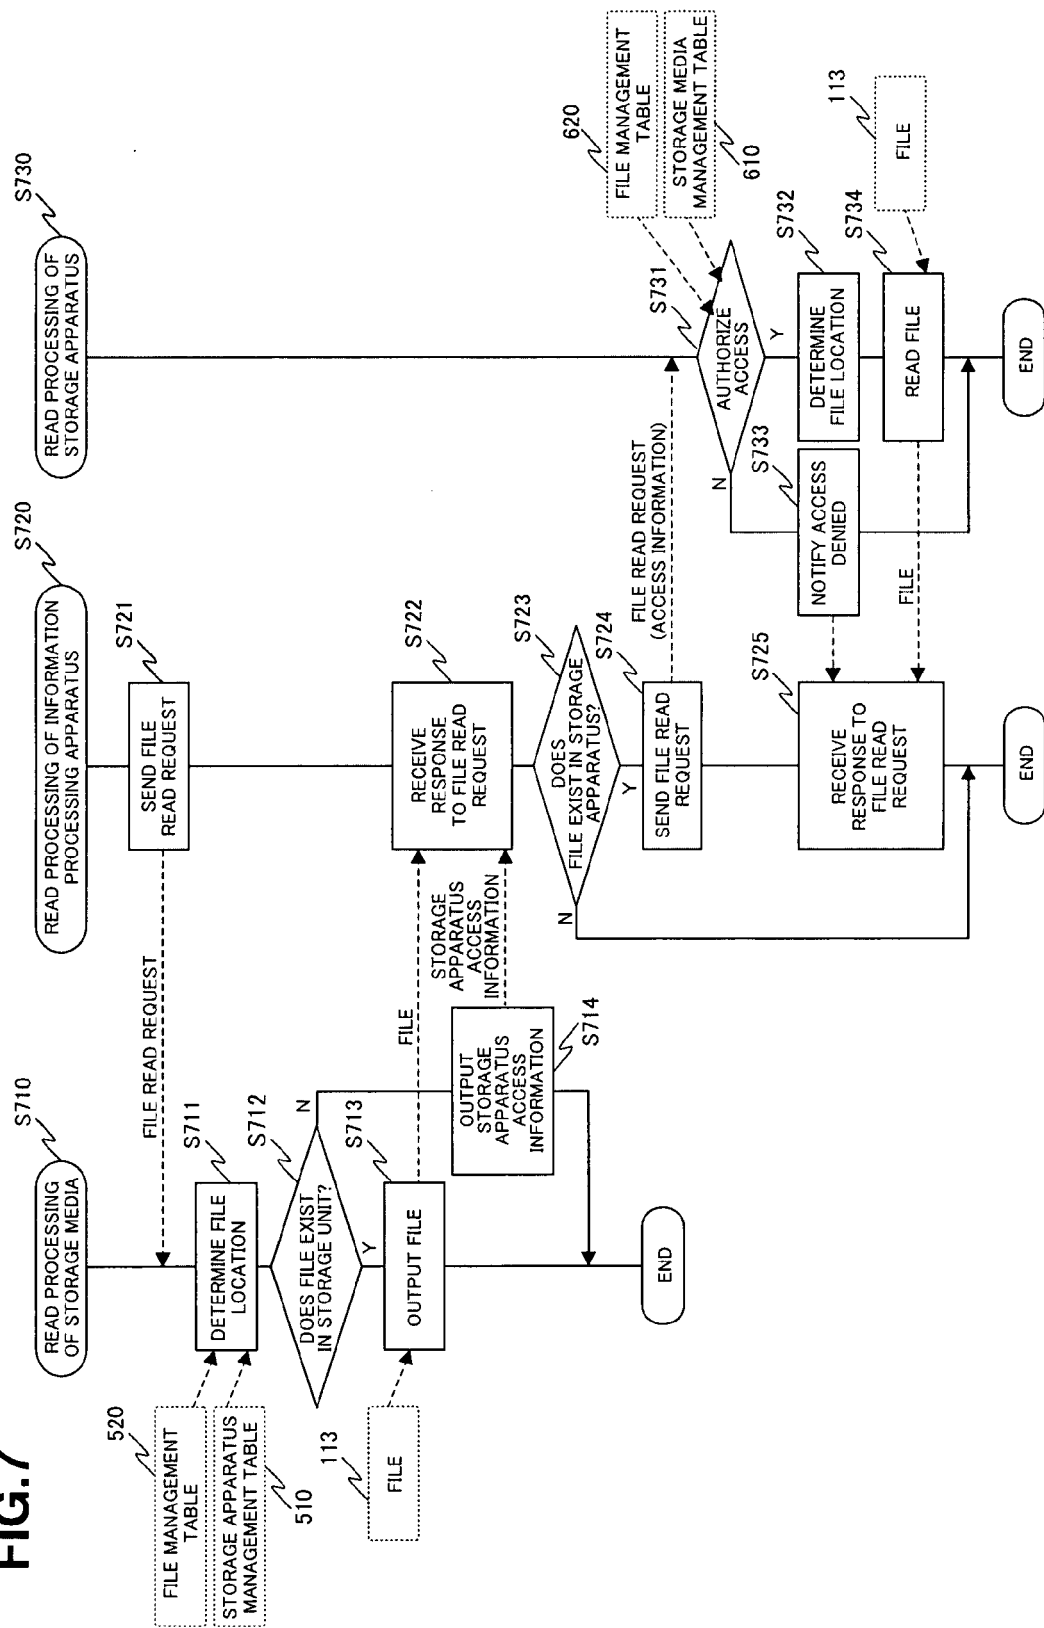 FIG.7
READ PROCESSING
OF STORAGE MEDIA
S710
FILE READ REQUEST
FILE MANAGEMENT
TABLE
520
STORAGE APPARATUS
MANAGEMENT TABLE
510
DETERMINE FILE
LOCATION
S711
DOES FILE EXIST
IN STORAGE UNIT?
S712
N
Y
FILE
113
OUTPUT FILE
S713
FILE
OUTPUT
STORAGE
APPARATUS
ACCESS
INFORMATION
S714
STORAGE
APPARATUS
ACCESS
INFORMATION
END
READ PROCESSING OF INFORMATION
PROCESSING APPARATUS
S720
SEND FILE
READ REQUEST
S721
RECEIVE
RESPONSE
TO FILE READ
REQUEST
S722
DOES
FILE EXIST IN STORAGE
APPARATUS?
S723
N
Y
SEND FILE READ
REQUEST
S724
FILE READ REQUEST
(ACCESS INFORMATION)
RECEIVE
RESPONSE TO
FILE READ
REQUEST
S725
END
READ PROCESSING OF
STORAGE APPARATUS
S730
FILE MANAGEMENT
TABLE
620
STORAGE MEDIA
MANAGEMENT TABLE
610
AUTHORIZE
ACCESS
S731
N
Y
DETERMINE
FILE LOCATION
S732
NOTIFY ACCESS
DENIED
S733
FILE
READ FILE
S734
FILE
113
END